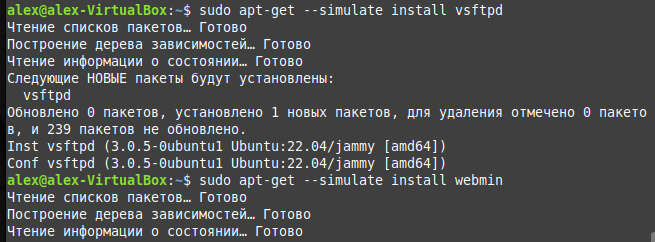 alex@alex-VirtualBox:~$ sudo apt-get --simulate install vsftpd
Чтение списков пакетов… Готово
Построение дерева зависимостей… Готово
Чтение информации о состоянии… Готово
Следующие НОВЫЕ пакеты будут установлены:
  vsftpd
Обновлено 0 пакетов, установлено 1 новых пакетов, для удаления отмечено 0 пакето
в, и 239 пакетов не обновлено.
Inst vsftpd (3.0.5-0ubuntu1 Ubuntu:22.04/jammy [amd64])
Conf vsftpd (3.0.5-0ubuntu1 Ubuntu:22.04/jammy [amd64])
alex@alex-VirtualBox:~$ sudo apt-get --simulate install webmin
Чтение списков пакетов… Готово
Построение дерева зависимостей… Готово
Чтение информации о состоянии… Готово